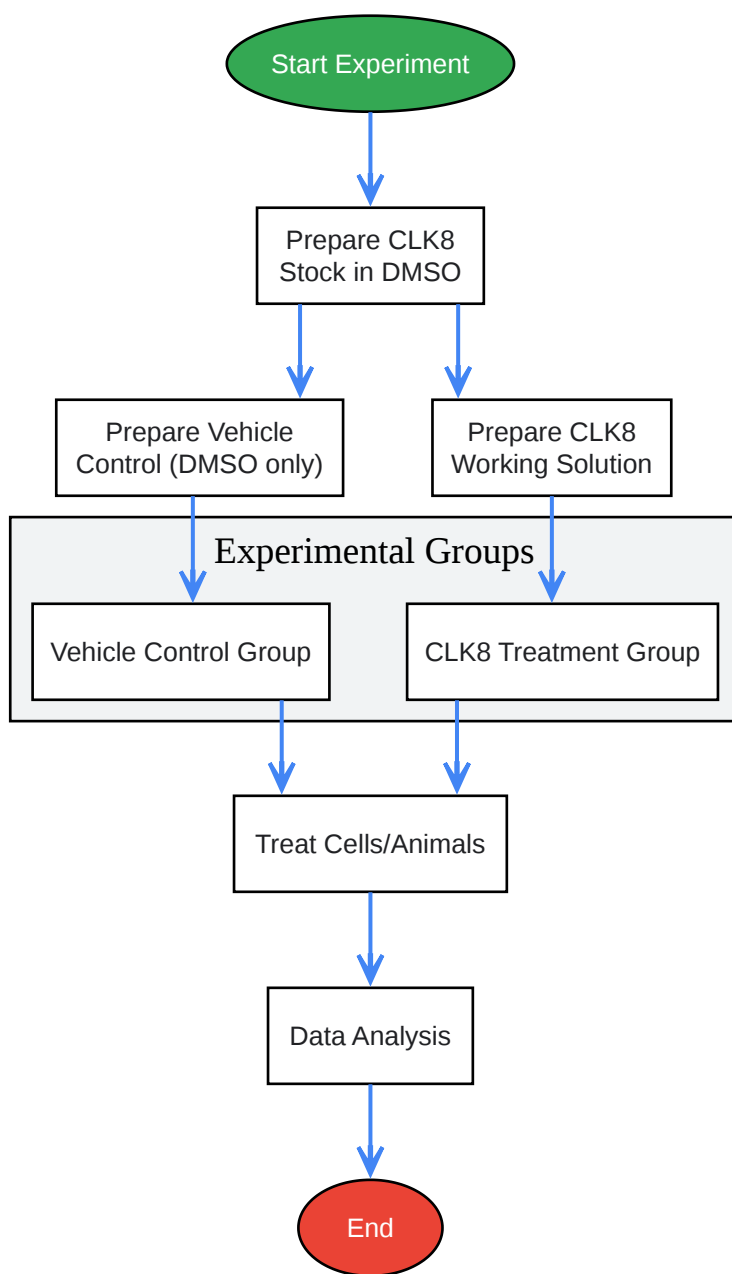 Start Experiment
Prepare CLK8
Stock in DMSO
Prepare Vehicle
Control (DMSO only)
Prepare CLK8
Working Solution
Experimental Groups
Vehicle Control Group
CLK8 Treatment Group
Treat Cells/Animals
Data Analysis
End